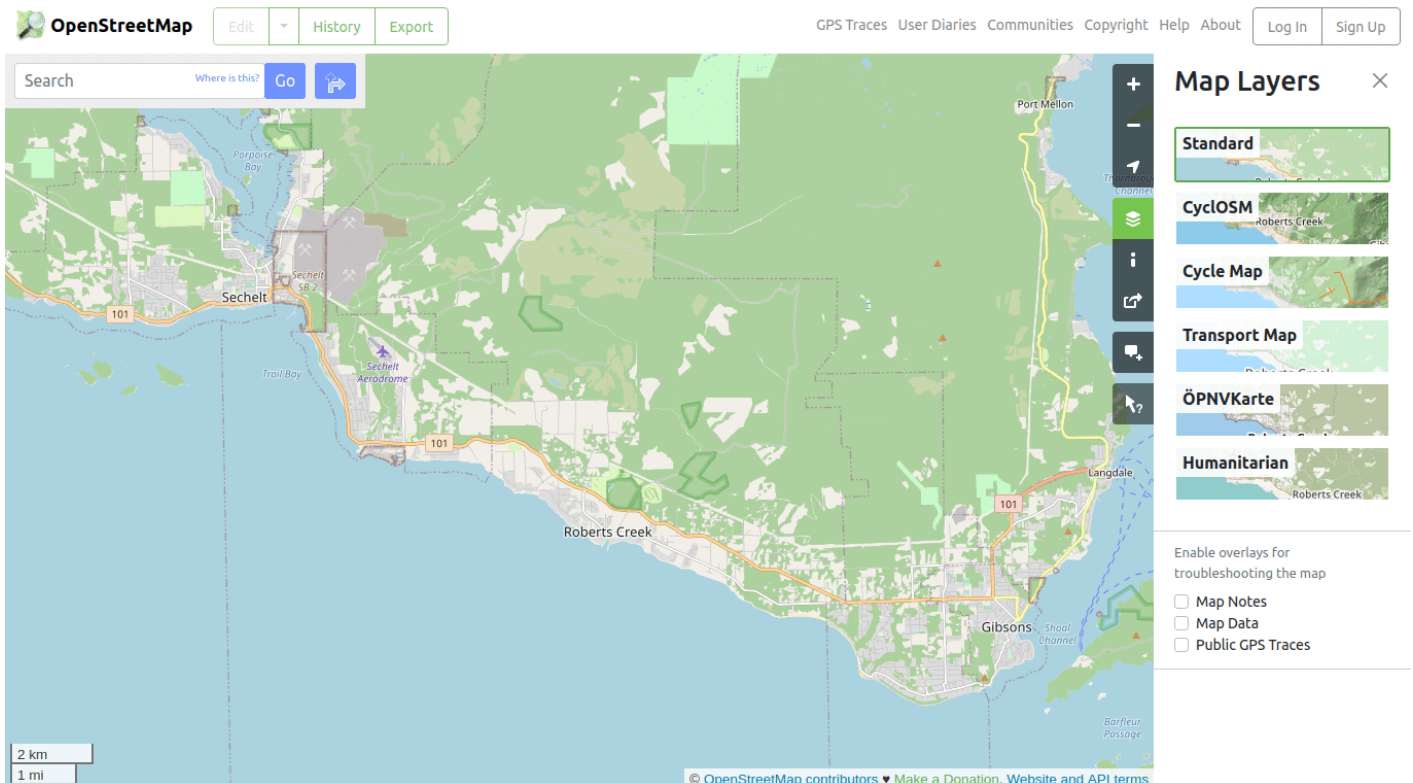 OpenStreetMap
Edit
History
Export
GPS Traces
User Diaries
Communities
Copyright
Help
About
Log In
Sign Up
Search
Where is this?
Go
Port Mellon
Porpoise
Bay
Channel
Sechelt
SB 2
Sechelt
101
Sechelt
Aerodrome
Trail Bay
101
Langdale
101
Roberts Creek
Gibsons
Shoal
Channel
Barfleur
Passage
2 km
1 mi
© OpenStreetMap contributors ♥ Make a Donation. Website and API terms
Map Layers
Standard
CyclOSM
Roberts Creek
Cycle Map
Transport Map
ÖPNVKarte
Humanitarian
Roberts Creek
Enable overlays for
troubleshooting the map
Map Notes
Map Data
Public GPS Traces